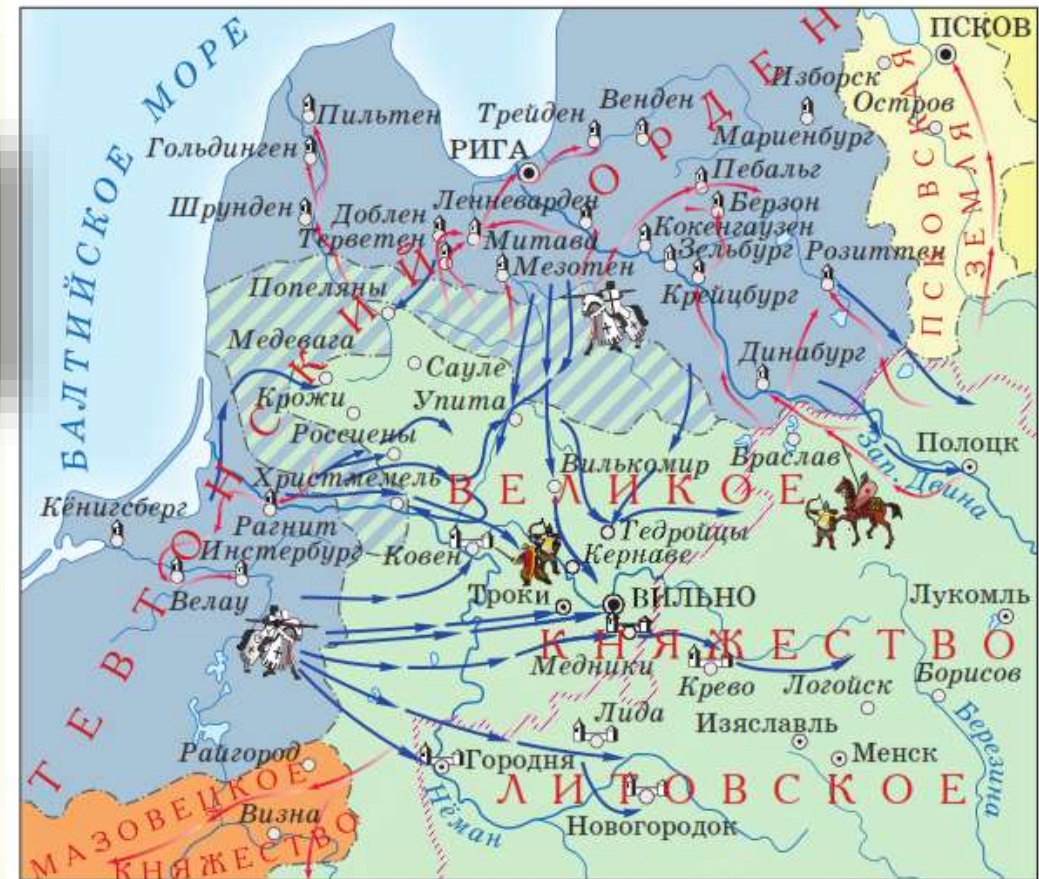 ПСКОВ
БАЛТИЙСКОЕ МОРЕ
ТЕВТОНСКИЙ ОРДЕН
Изборск
Остров
ПСКОВСКАЯ
ЗЕМЛЯ
Пильтен
Трейден
Венден
Мариенбург
Гольдинген
РИГА
Пебальг
Шрунден
Доблен
Леннварден
Берзон
Терветен
Митава
Кокенгаузен
Зельбург
Розиттен
Мезотен
Попеляны
Крейцбург
Медевага
Сауле
Динабург
Крожи
Упита
Россиены
Полоцк
Христмемель
Вилькомир
Браслав
Зап. Двина
ВЕЛИКОЕ
Кёнигсберг
Рагнит
Тедройцы
Инстербург
Ковен
Кернаве
Велау
Троки
ВИЛЬНО
Лукомль
КНЯЖЕСТВО
Медники
Крево
Логойск
Борисов
Лида
Изяславль
Березина
Райгород
Городня
Менск
ЛИТОВСКОЕ
Визна
Нёман
Новогородок
МАЗОВЕЦКОЕ
КНЯЖЕСТВО